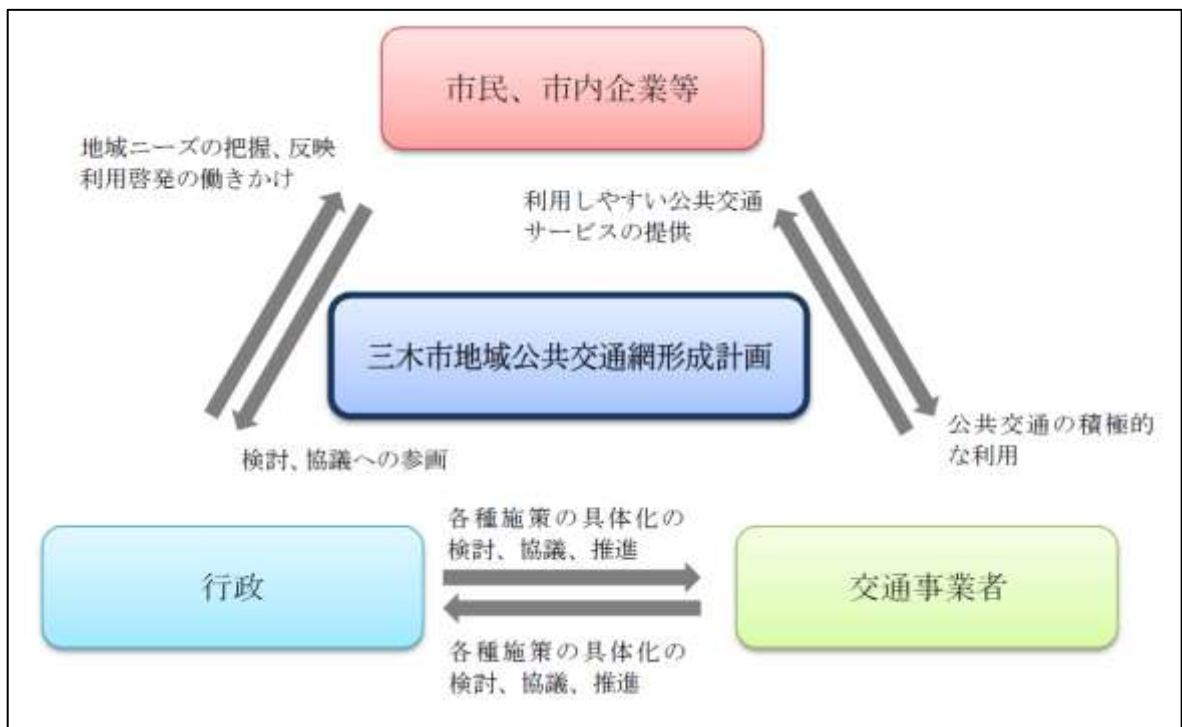 市民、市内企業等
地域ニーズの把握、反映
利用啓発の働きかけ
利用しやすい公共交通
サービスの提供
三木市地域公共交通網形成計画
公共交通の積極的
な利用
検討、協議への参画
各種施策の具体化の
検討、協議、推進
行政
交通事業者
各種施策の具体化の
検討、協議、推進